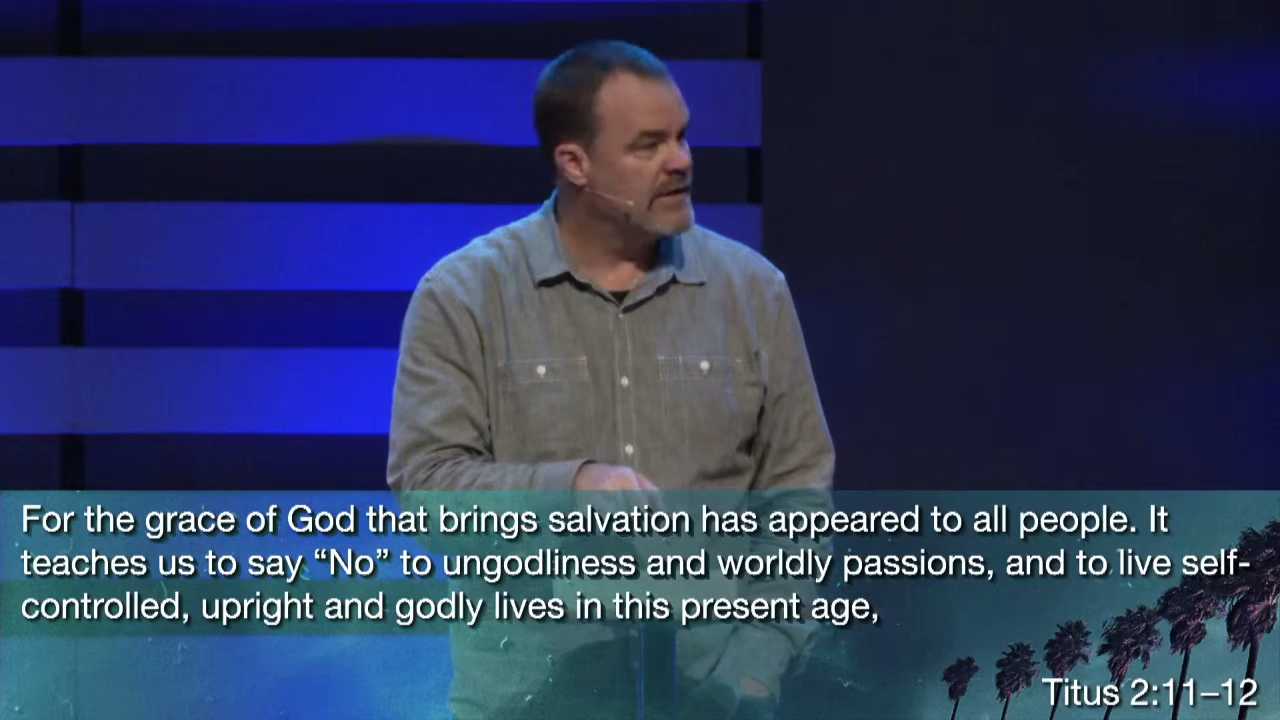 For the grace of God that brings salvation has appeared to all people. It
teaches us to say “No” to ungodliness and worldly passions, and to live self-
controlled, upright and godly lives in this present age,
Titus 2:11–12